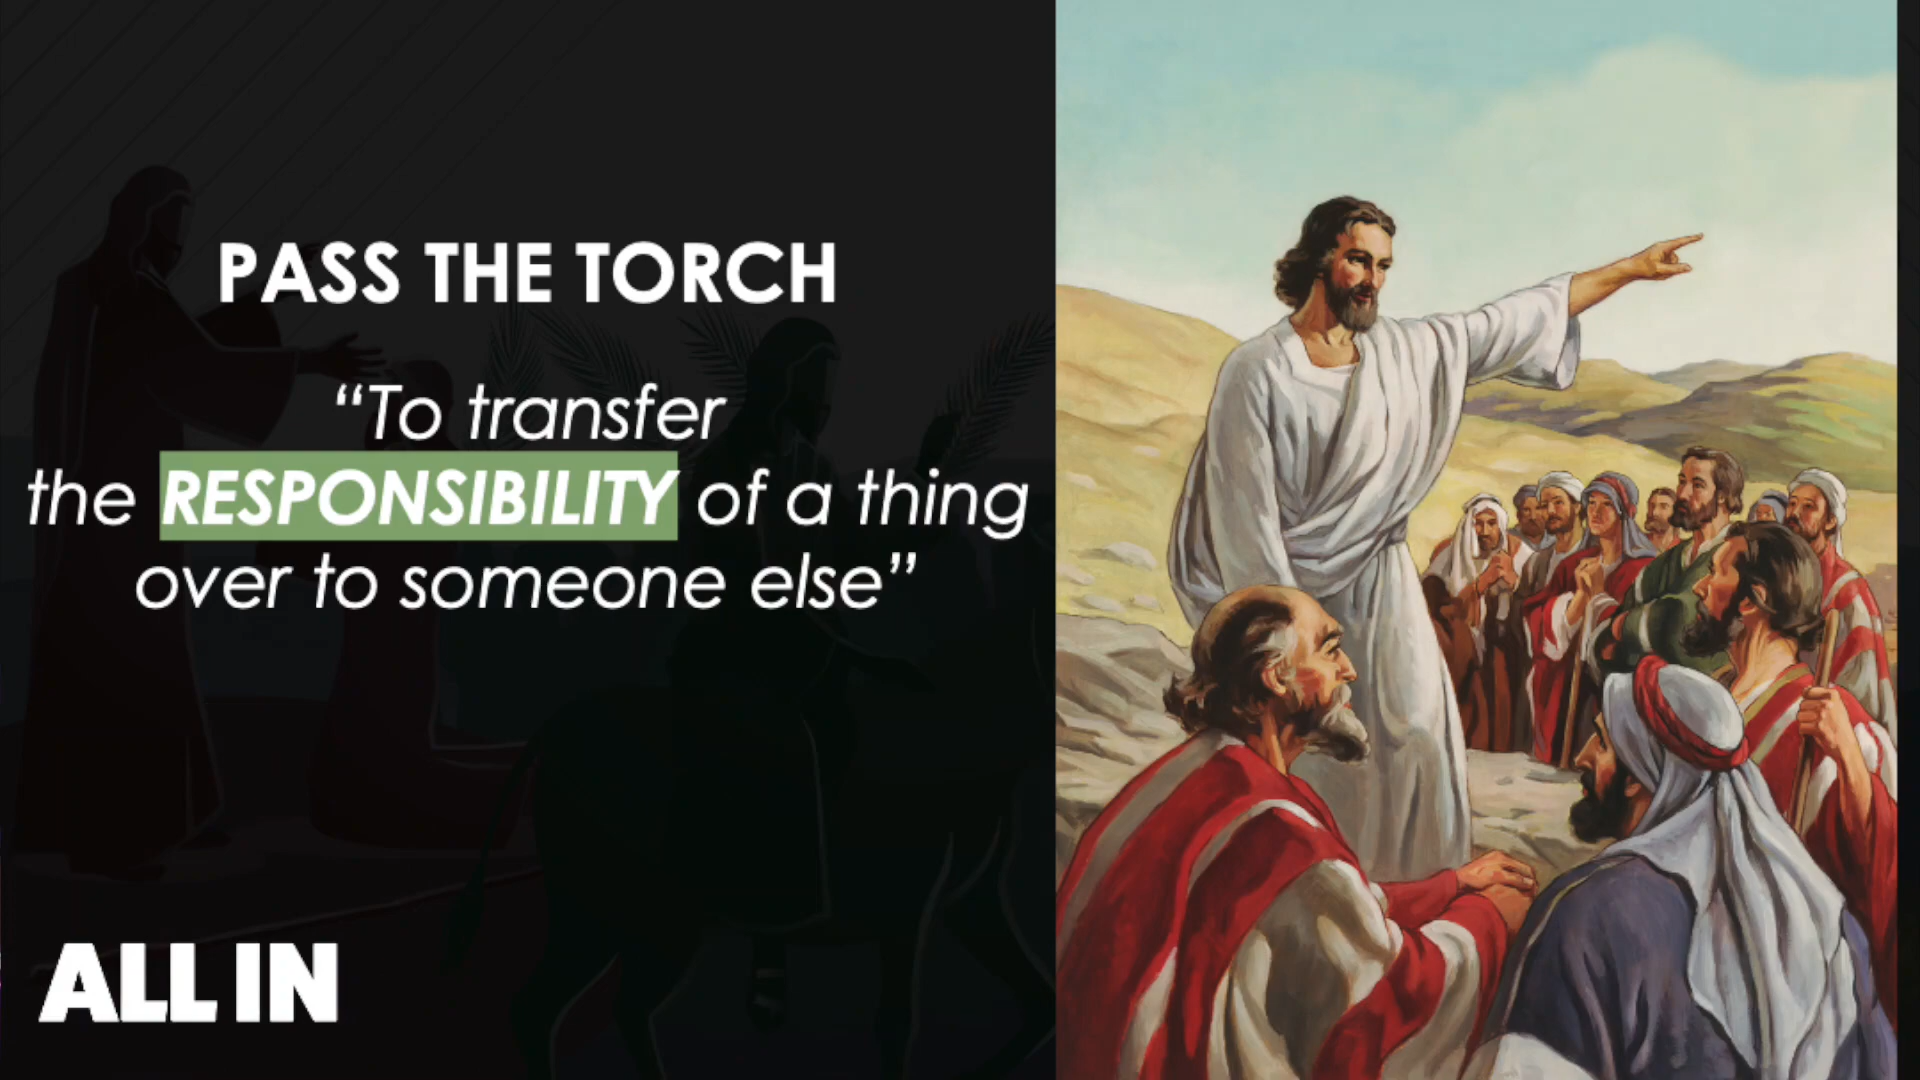 PASS THE TORCH
“To transfer
the RESPONSIBILITY of a thing
over to someone else”
ALL IN